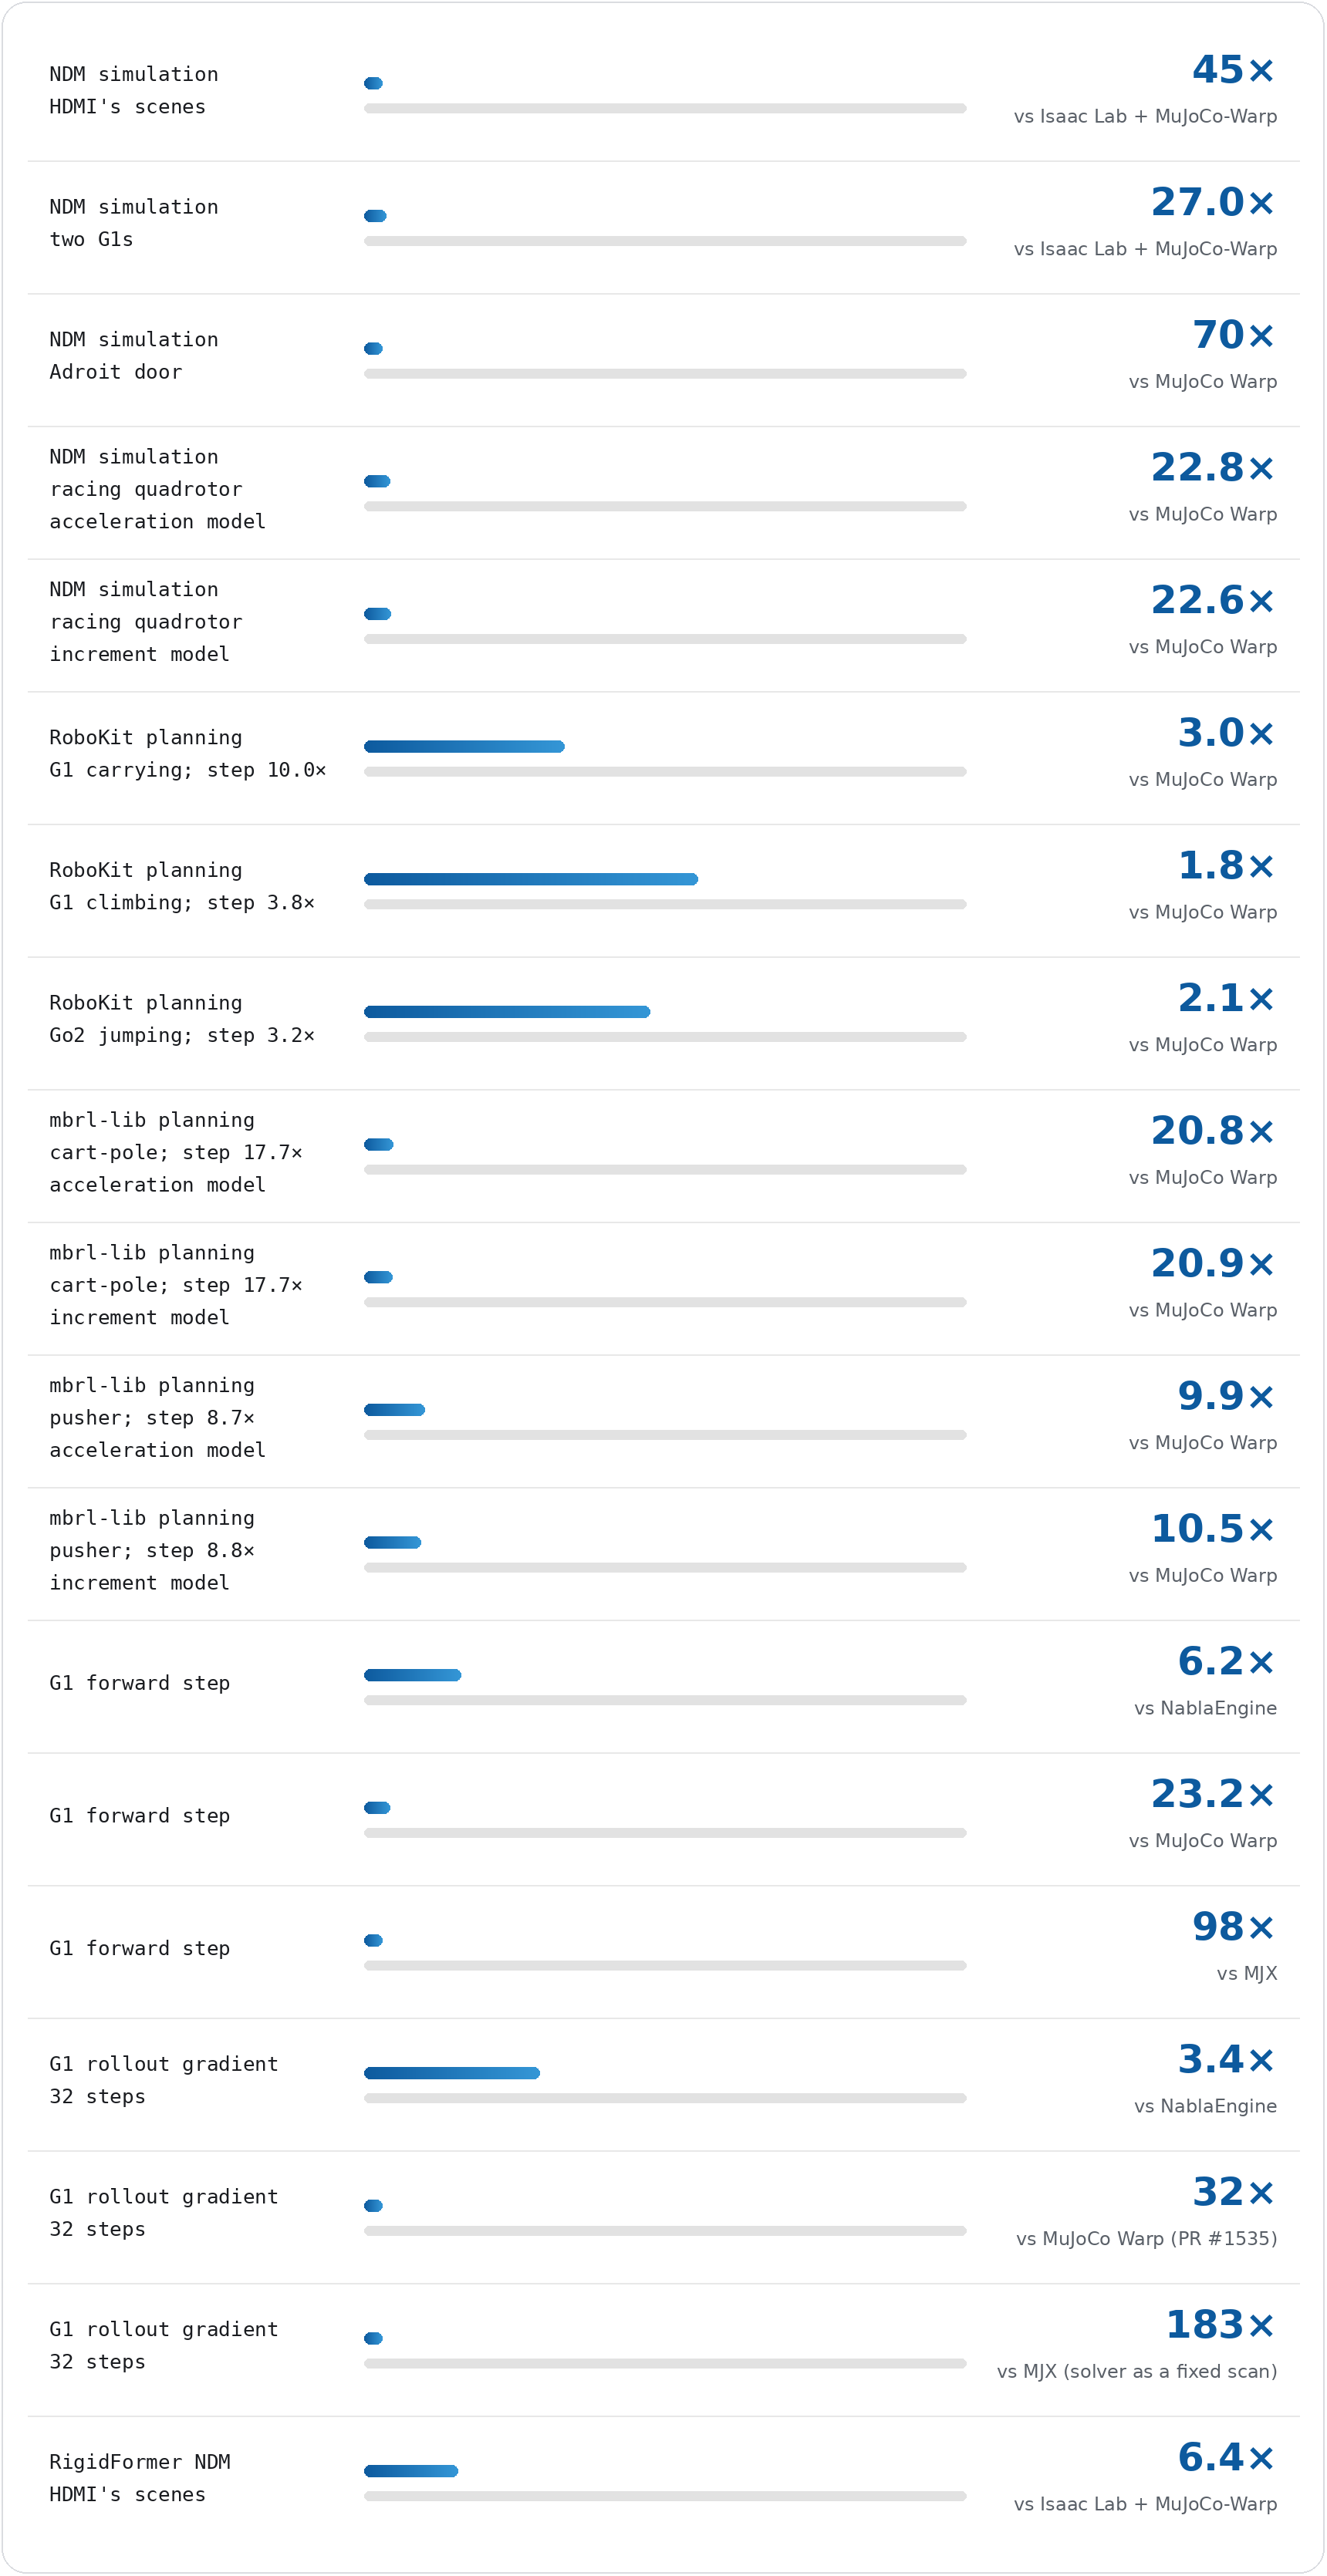 NDM simulation
HDMI's scenes
45×
vs Isaac Lab + MuJoCo-Warp
NDM simulation
two G1s
27.0×
vs Isaac Lab + MuJoCo-Warp
NDM simulation
Adroit door
70×
vs MuJoCo Warp
NDM simulation
racing quadrotor
acceleration model
22.8×
vs MuJoCo Warp
NDM simulation
racing quadrotor
increment model
22.6×
vs MuJoCo Warp
RoboKit planning
G1 carrying; step 10.0×
3.0×
vs MuJoCo Warp
RoboKit planning
G1 climbing; step 3.8×
1.8×
vs MuJoCo Warp
RoboKit planning
Go2 jumping; step 3.2×
2.1×
vs MuJoCo Warp
mbrl-lib planning
cart-pole; step 17.7×
acceleration model
20.8×
vs MuJoCo Warp
mbrl-lib planning
cart-pole; step 17.7×
increment model
20.9×
vs MuJoCo Warp
mbrl-lib planning
pusher; step 8.7×
acceleration model
9.9×
vs MuJoCo Warp
mbrl-lib planning
pusher; step 8.8×
increment model
10.5×
vs MuJoCo Warp
G1 forward step
6.2×
vs NablaEngine
G1 forward step
23.2×
vs MuJoCo Warp
G1 forward step
98×
vs MJX
G1 rollout gradient
32 steps
3.4×
vs NablaEngine
G1 rollout gradient
32 steps
32×
vs MuJoCo Warp (PR #1535)
G1 rollout gradient
32 steps
183×
vs MJX (solver as a fixed scan)
RigidFormer NDM
HDMI's scenes
6.4×
vs Isaac Lab + MuJoCo-Warp